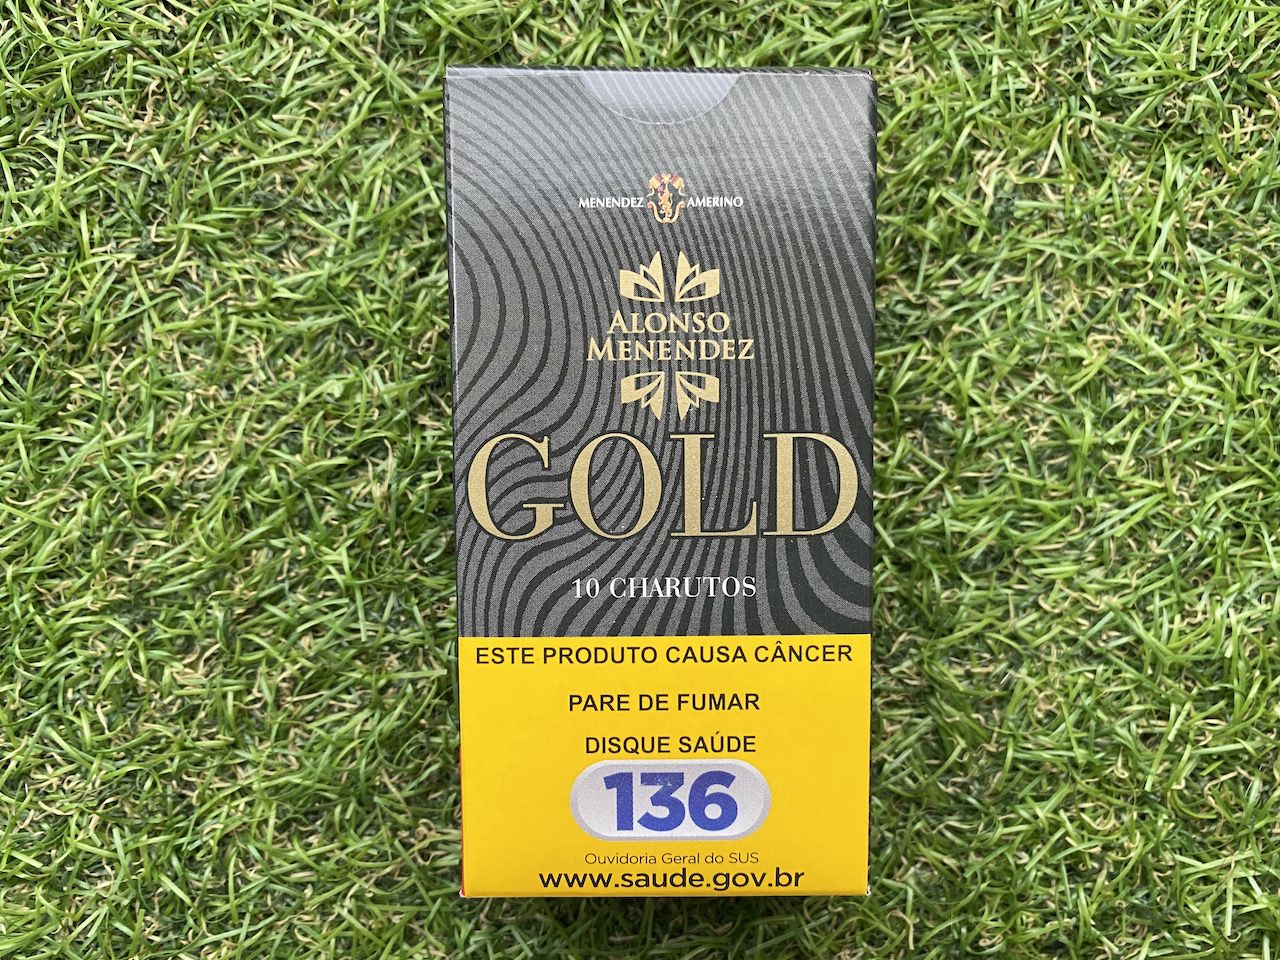 MENENDEZ AMERINO
ALONSO
MENENDEZ
GOLD
10 CHARUTOS
ESTE PRODUTO CAUSA CÂNCER
PARE DE FUMAR
DISQUE SAÚDE
136
Ouvidoria Geral do SUS
www.saude.gov.br